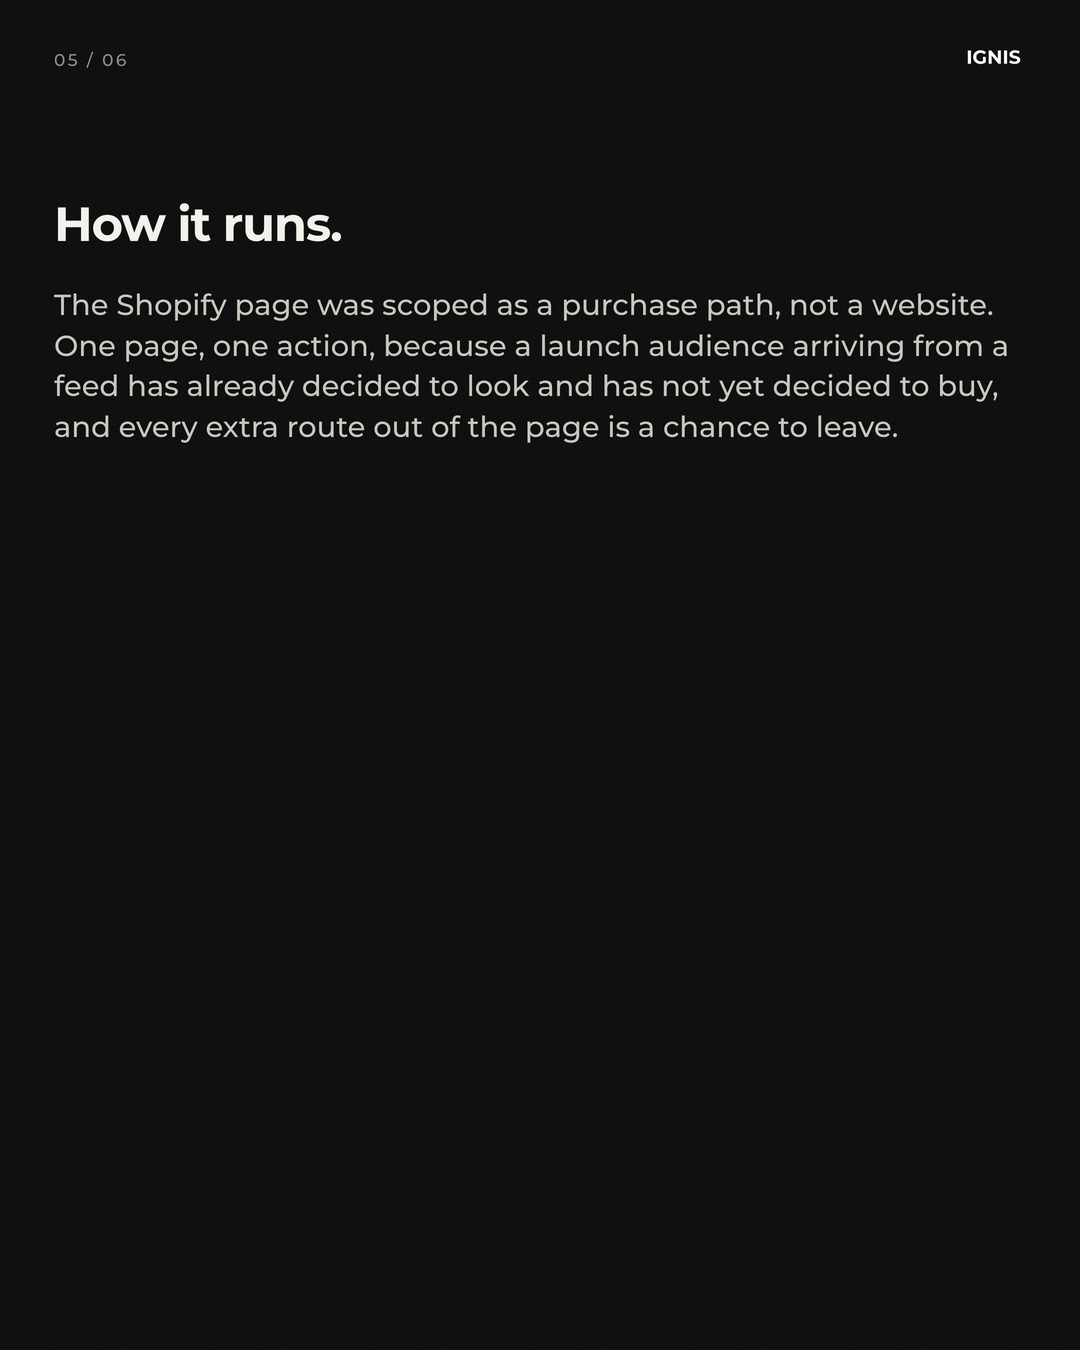 05 / 06
IGNIS
How it runs.
The Shopify page was scoped as a purchase path, not a website.
One page, one action, because a launch audience arriving from a
feed has already decided to look and has not yet decided to buy,
and every extra route out of the page is a chance to leave.